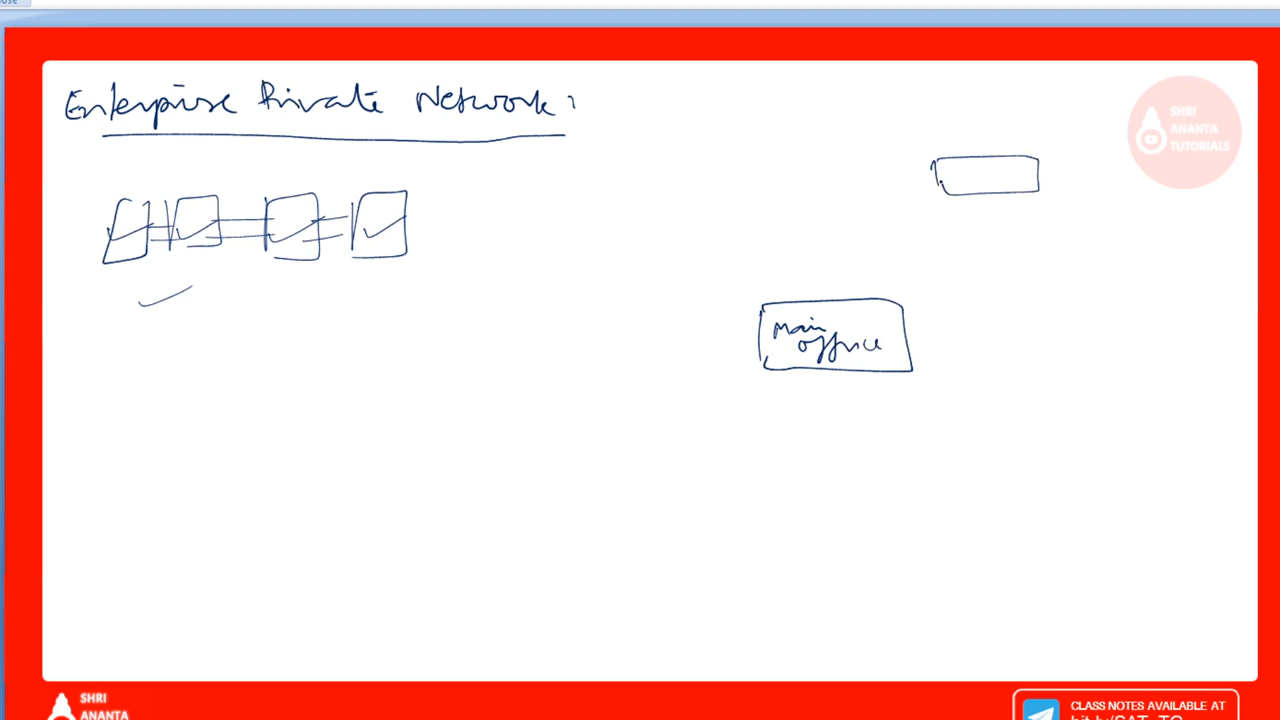 Enterprise Private Network :
SHRI
ANANTA
TUTORIALS
Main
office
SHRI
ANANTA
CLASS NOTES AVAILABLE AT